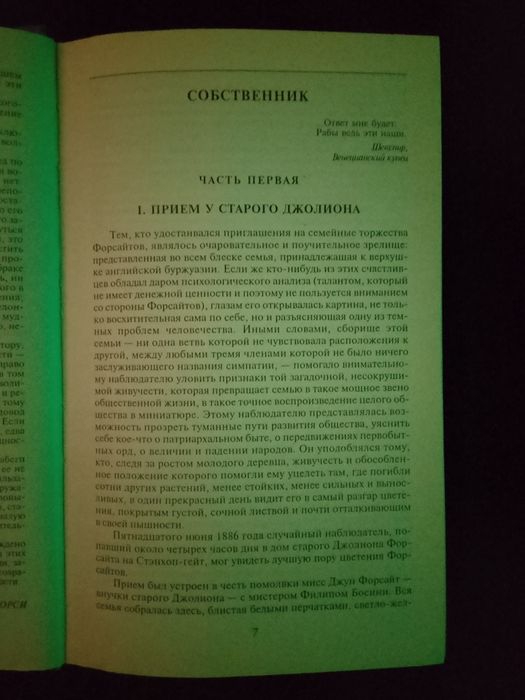 СОБСТВЕННИК
Ответ мне будет:
Рабы ведь эти наши.
Шекспир,
Венецианский купец
ЧАСТЬ ПЕРВАЯ
1. ПРИЕМ У СТАРОГО ДЖОЛИОНА
Тем, кто удостаивался приглашения на семейные торжества
Форсайтов, являлось очаровательное и поучительное зрелище:
представленная во всем блеске семья, принадлежащая к верхуш-
ке английской буржуазии. Если же кто-нибудь из этих счастлив-
цев обладал даром психологического анализа (талантом, который
не имеет денежной ценности и поэтому не пользуется вниманием
со стороны Форсайтов), глазам его открывалась картина, не толь-
ко восхитительная сама по себе, но и разъясняющая одну из тем-
ных проблем человечества. Иными словами, сборище этой
семьи — ни одна ветвь которой не чувствовала расположения к
другой, между любыми тремя членами которой не было ничего
заслуживающего названия симпатии, — помогало внимательно-
му наблюдателю уловить признаки той загадочной, несокруши-
мой живучести, которая превращает семью в такое мощное звено
общественной жизни, в такое точное воспроизведение целого об-
щества в миниатюре. Этому наблюдателю представлялась воз-
можность прозреть туманные пути развития общества, уяснить
себе кое-что о патриархальном быте, о передвижениях первобыт-
ных орд, о величии и падении народов. Он уподоблялся тому,
кто, следя за ростом молодого деревца, живучесть и обособлен-
ное положение которого помогли ему уцелеть там, где погибли
сотни других растений, менее стойких, менее сильных и вынос-
ливых, в один прекрасный день видит его в самый разгар цвете-
ния, покрытым густой, сочной листвой и почти отталкивающим
в своей пышности.
Пятнадцатого июня 1886 года случайный наблюдатель, по-
павший около четырех часов дня в дом старого Джолиона Фор-
сайта на Стэнхоп-гейт, мог увидеть лучшую пору цветения Фор-
сайтов.
Прием был устроен в честь помолвки мисс Джун Форсайт —
внучки старого Джолиона — с мистером Филипом Босини. Вся
семья собралась здесь, блистая белыми перчатками, светло-жел-
7